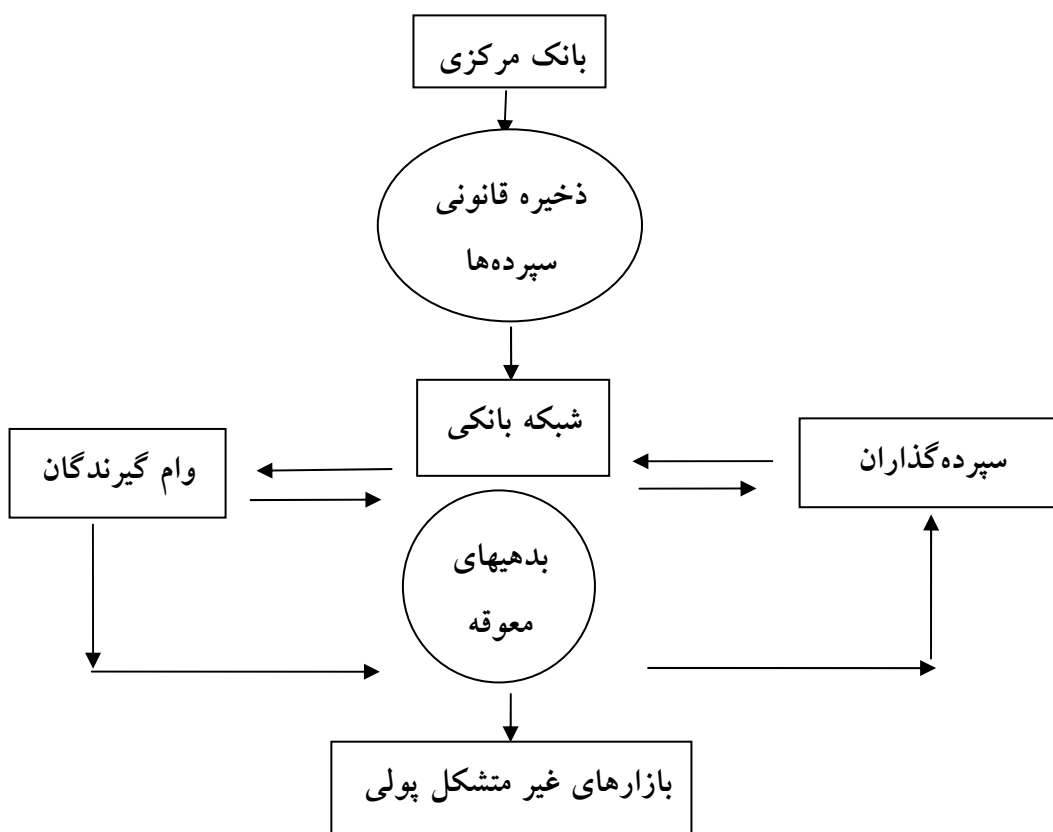 بانک مرکزی
ذخیره قانونی
سپرده‌ها
شبکه بانکی
سپرده‌گذاران
وام گیرندگان
بدهیهای
معوقه
بازارهای غیر متشکل پولی